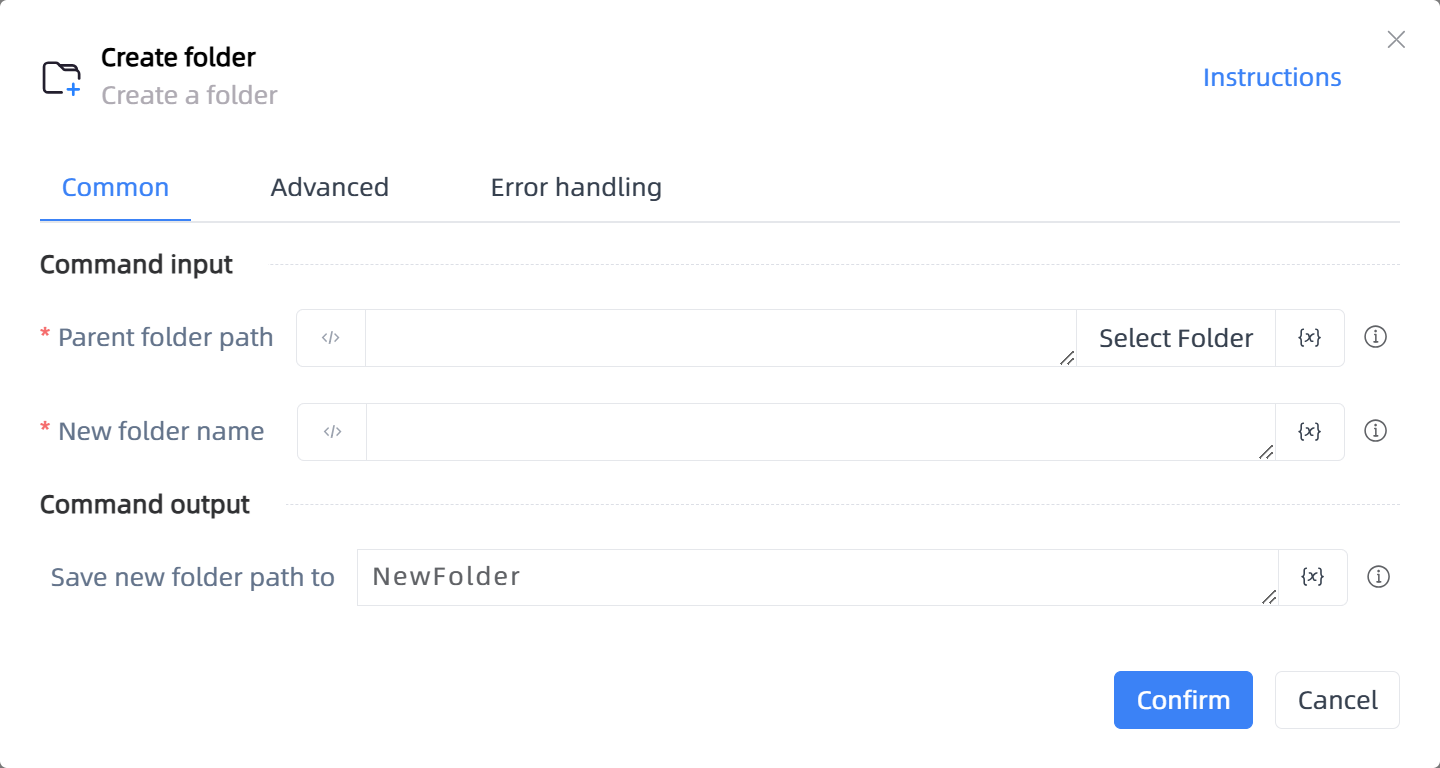 Create folder
Create a folder
Instructions
Common Advanced Error handling
Command input
* Parent folder path </> Select Folder {x}
* New folder name </> {x}
Command output
Save new folder path to NewFolder {x}
Confirm Cancel